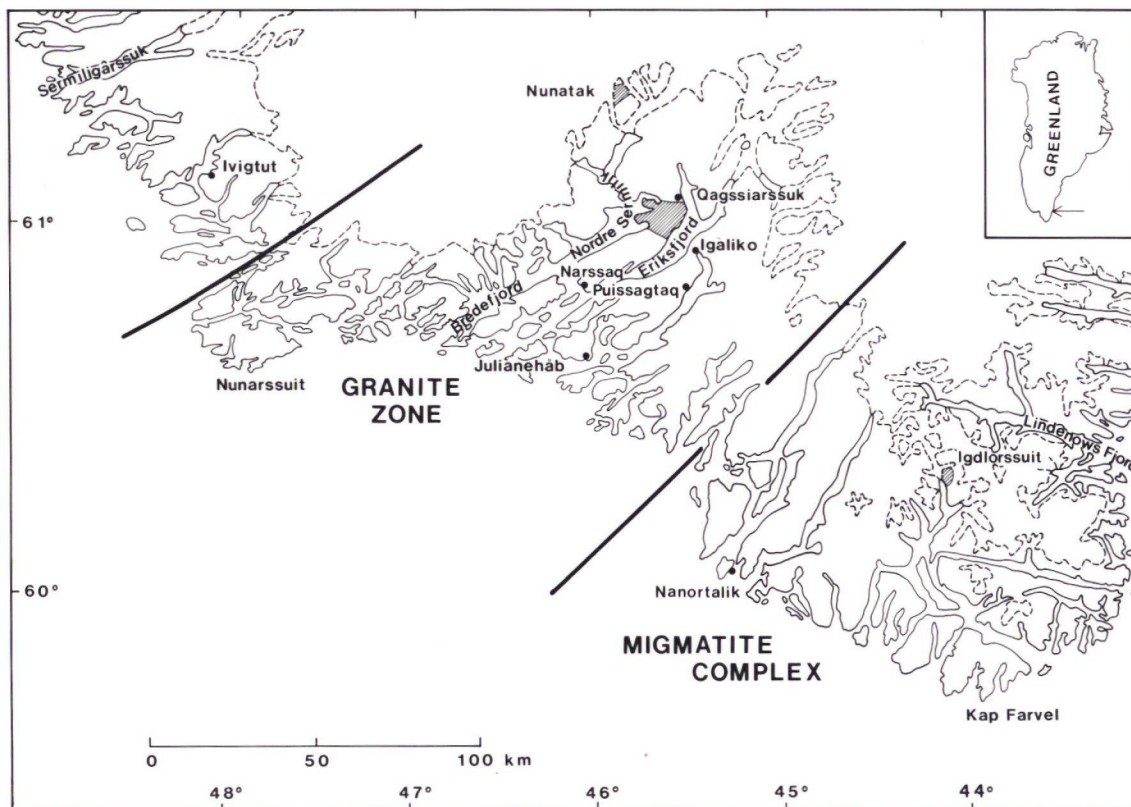 Sermiligârssuk
Nunatak
GREENLAND
Ivigtut
Qagssiarssuk
61°
Nordre Sermilik
Eriksfjord
Igaliko
Narssaq
Puissagtaq
Bredefjord
Julianehåb
Nunarssuit
GRANITE
ZONE
Lindenows Fjord
Igdlorssuit
60°
Nanortalik
MIGMATITE
COMPLEX
Kap Farvel
0 50 100 km
48° 47° 46° 45° 44°